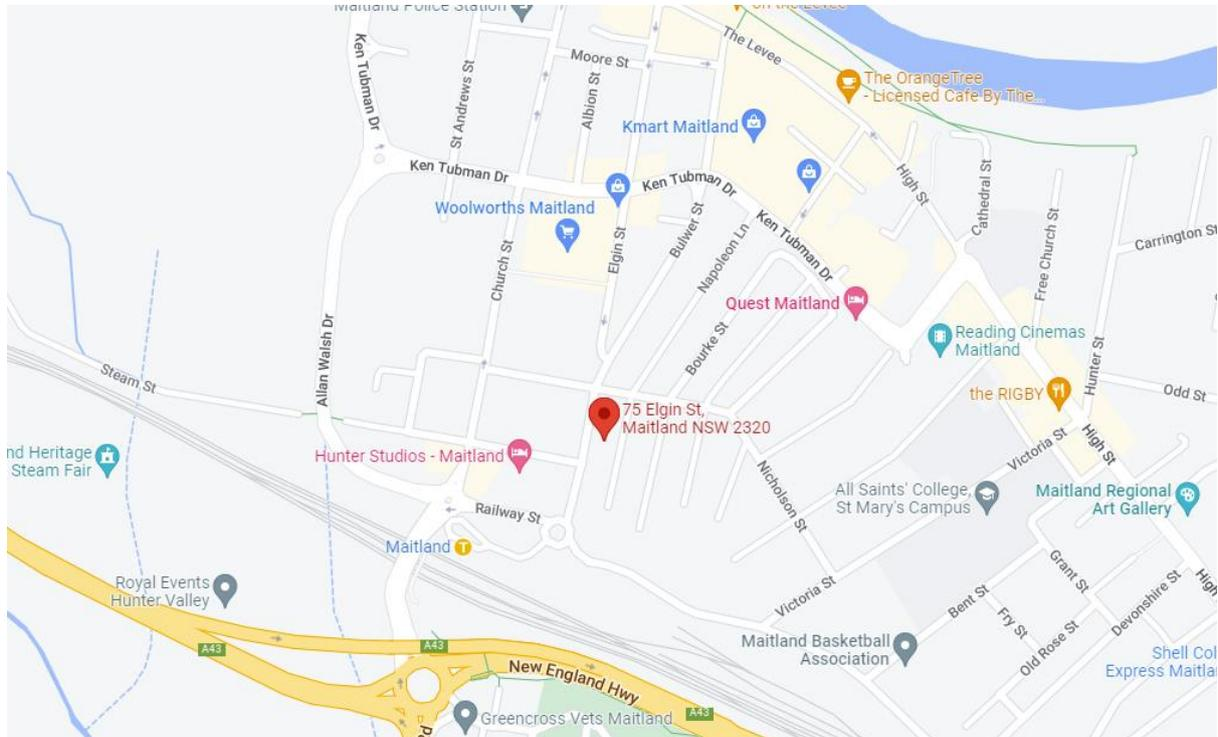 Maitland Police Station
on the Levee
Ken Tubman Dr
St Andrews St
Moore St
Albion St
The Levee
The OrangeTree
- Licensed Cafe By The...
Kmart Maitland
Ken Tubman Dr
Ken Tubman Dr
High St
Cathedral St
Woolworths Maitland
Elgin St
Bulwer St
Napoleon Ln
Ken Tubman Dr
Free Church St
Carrington St
Church St
Quest Maitland
Bourke St
Reading Cinemas
Maitland
Hunter St
Allan Walsh Dr
Steam St
the RIGBY
Odd St
75 Elgin St,
Maitland NSW 2320
High St
Victoria St
nd Heritage
Steam Fair
Hunter Studios - Maitland
Nicholson St
All Saints' College,
St Mary's Campus
Maitland Regional
Art Gallery
Railway St
Maitland
T
Grant St
High
Royal Events
Hunter Valley
Victoria St
Bent St
Fry St
Devonshire St
Old Rose St
A43
A43
Maitland Basketball
Association
Shell Col
Express Maitla
New England Hwy
A43
Greencross Vets Maitland